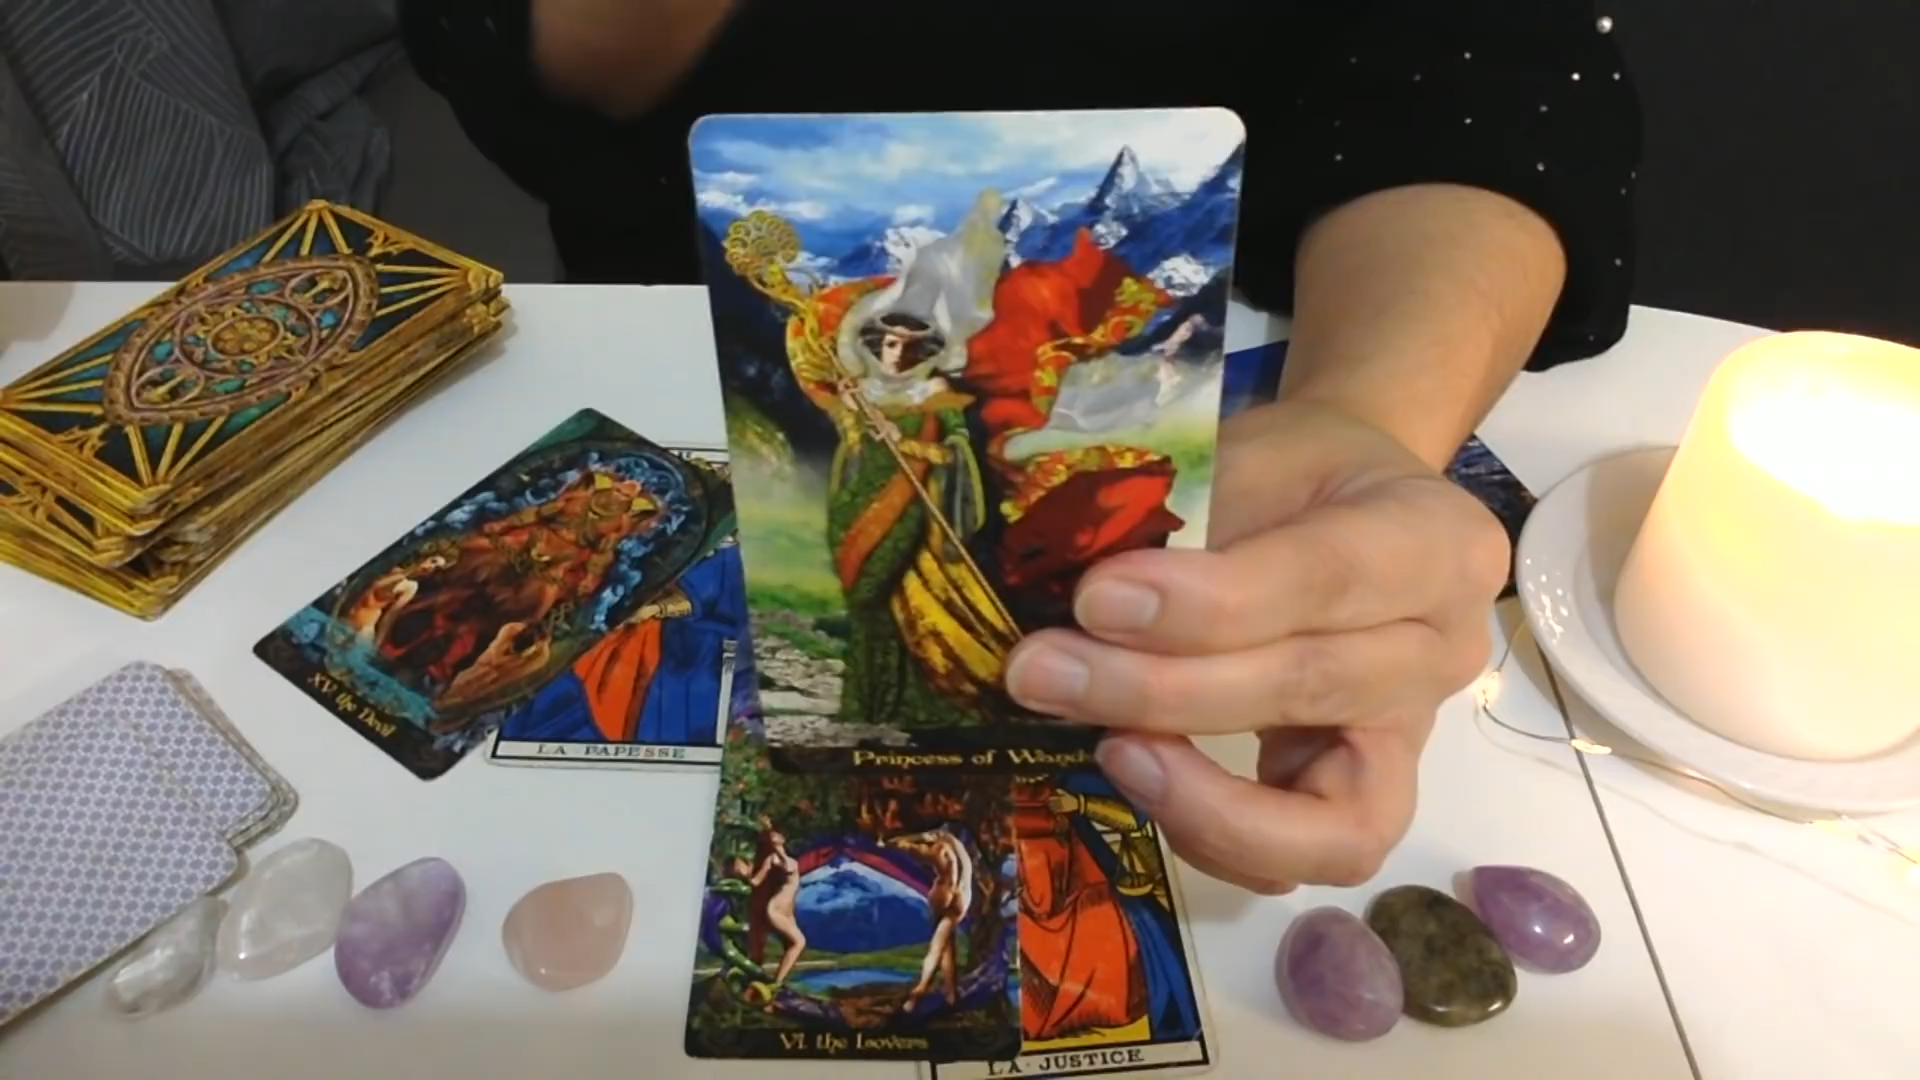 XV the Devil
LA PAPESSE
Princess of Wands
VI the Lovers
LA JUSTICE